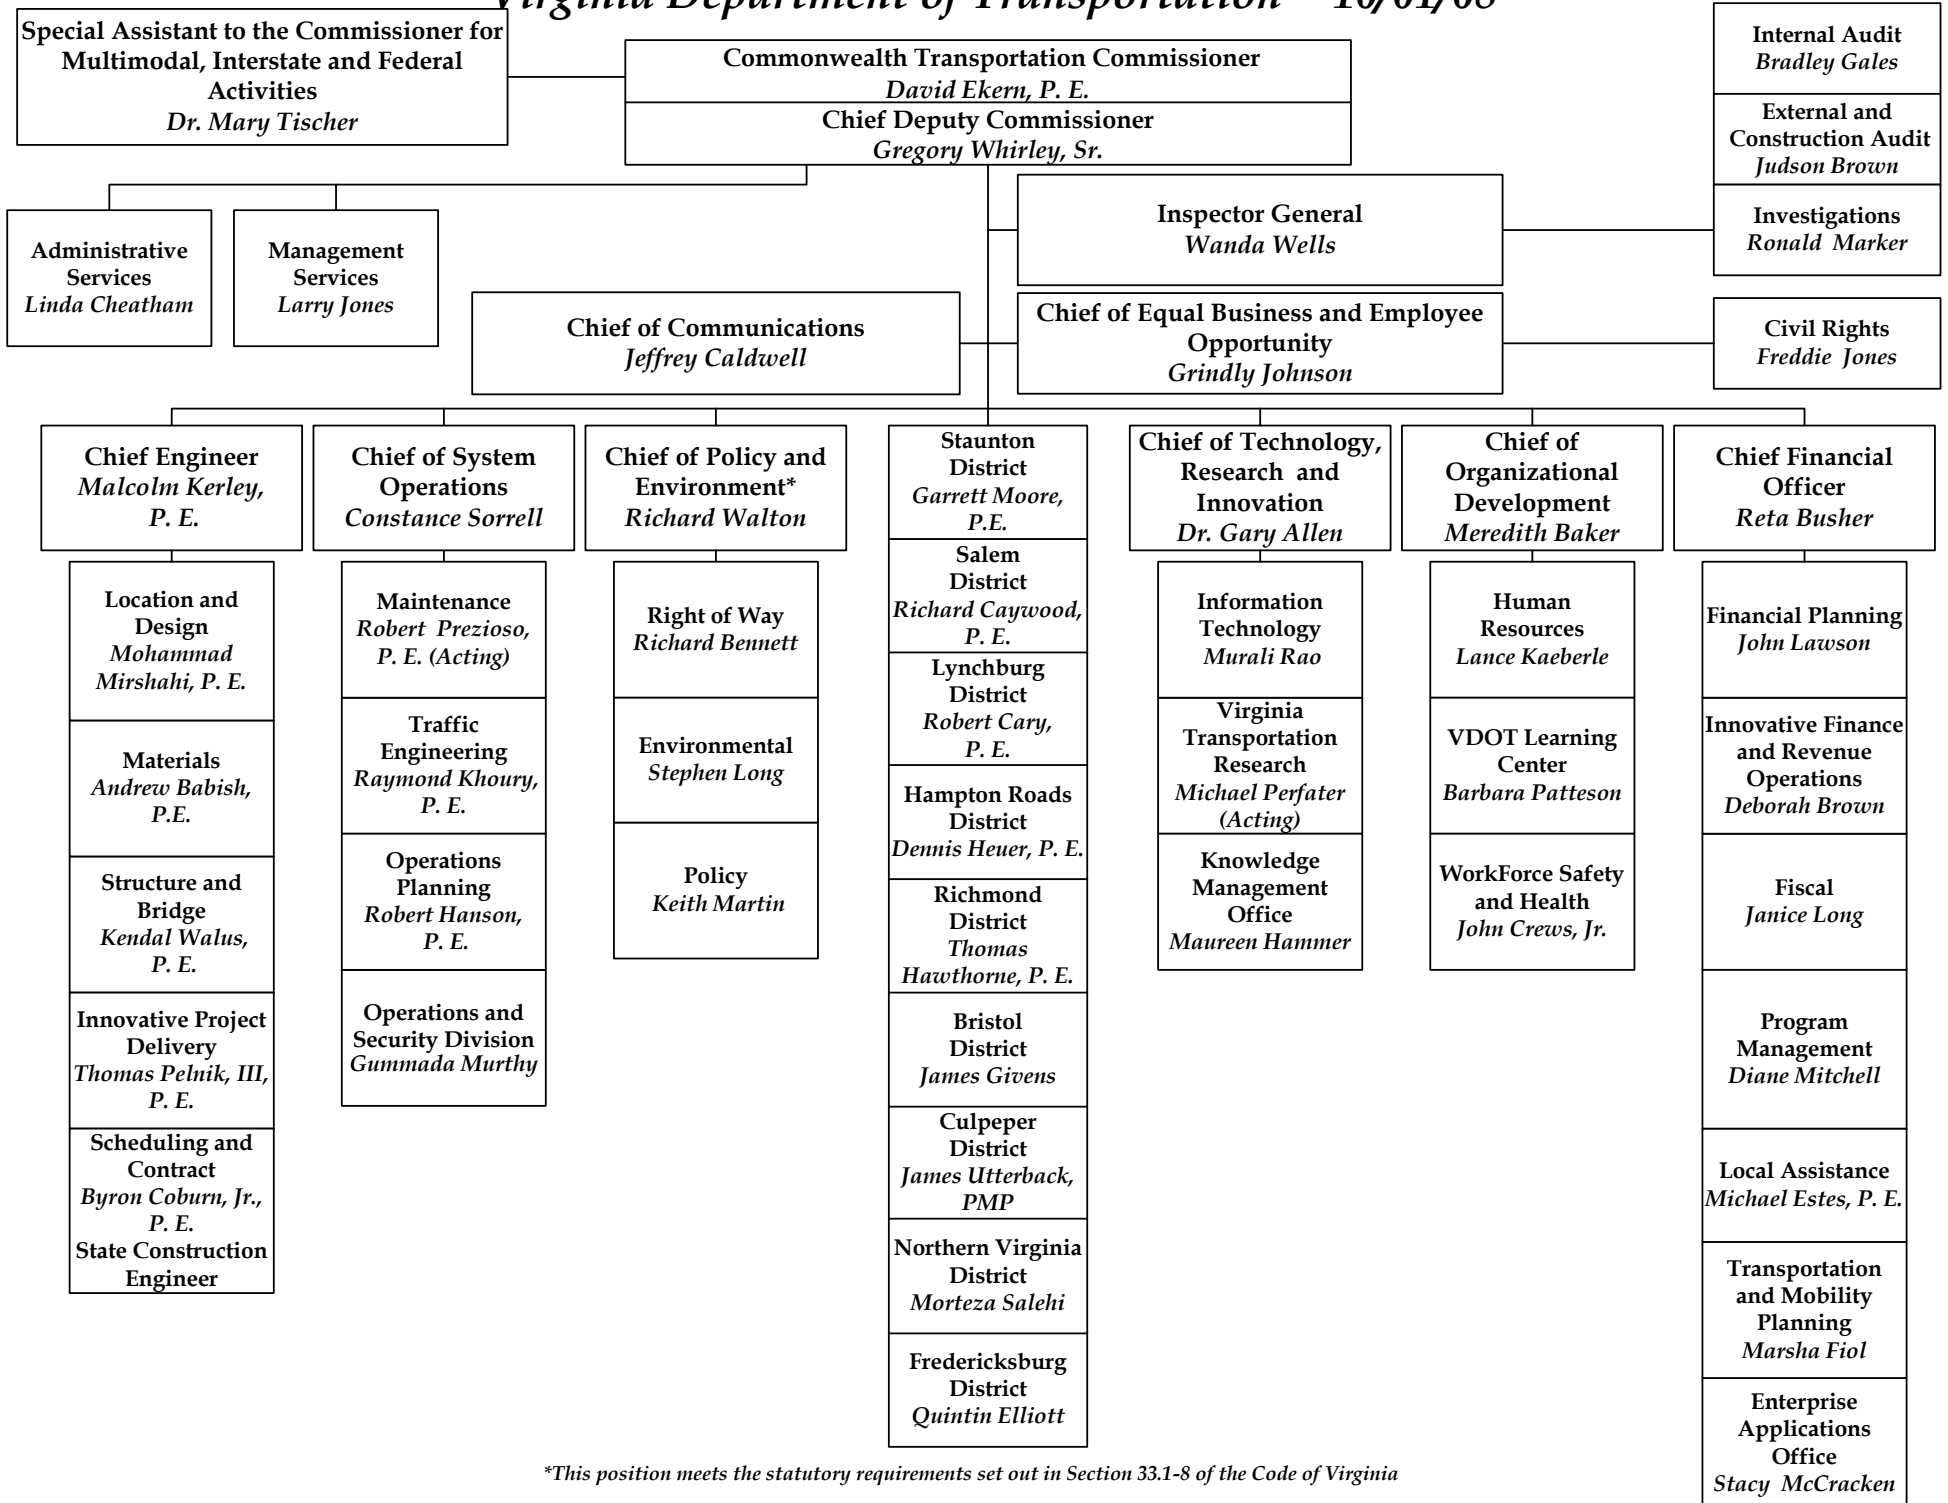 Virginia Department of Transportation – 10/01/08
Special Assistant to the Commissioner for
Multimodal, Interstate and Federal
Activities
Dr. Mary Tischer
Commonwealth Transportation Commissioner
David Ekern, P. E.
Chief Deputy Commissioner
Gregory Whirley, Sr.
Internal Audit
Bradley Gales
External and
Construction Audit
Judson Brown
Investigations
Ronald Marker
Inspector General
Wanda Wells
Administrative
Services
Linda Cheatham
Management
Services
Larry Jones
Chief of Communications
Jeffrey Caldwell
Chief of Equal Business and Employee
Opportunity
Grindly Johnson
Civil Rights
Freddie Jones
Chief Engineer
Malcolm Kerley,
P. E.
Location and
Design
Mohammad
Mirshahi, P. E.
Materials
Andrew Babish,
P.E.
Structure and
Bridge
Kendal Walus,
P. E.
Innovative Project
Delivery
Thomas Pelnik, III,
P. E.
Scheduling and
Contract
Byron Coburn, Jr.,
P. E.
State Construction
Engineer
Chief of System
Operations
Constance Sorrell
Maintenance
Robert Prezioso,
P. E. (Acting)
Traffic
Engineering
Raymond Khoury,
P. E.
Operations
Planning
Robert Hanson,
P. E.
Operations and
Security Division
Gummada Murthy
Chief of Policy and
Environment*
Richard Walton
Right of Way
Richard Bennett
Environmental
Stephen Long
Policy
Keith Martin
Staunton
District
Garrett Moore,
P.E.
Salem
District
Richard Caywood,
P. E.
Lynchburg
District
Robert Cary,
P. E.
Hampton Roads
District
Dennis Heuer, P. E.
Richmond
District
Thomas
Hawthorne, P. E.
Bristol
District
James Givens
Culpeper
District
James Utterback,
PMP
Northern Virginia
District
Morteza Salehi
Fredericksburg
District
Quintin Elliott
Chief of Technology,
Research and
Innovation
Dr. Gary Allen
Information
Technology
Murali Rao
Virginia
Transportation
Research
Michael Perfater
(Acting)
Knowledge
Management
Office
Maureen Hammer
Chief of
Organizational
Development
Meredith Baker
Human
Resources
Lance Kaeberle
VDOT Learning
Center
Barbara Patteson
WorkForce Safety
and Health
John Crews, Jr.
Chief Financial
Officer
Reta Busher
Financial Planning
John Lawson
Innovative Finance
and Revenue
Operations
Deborah Brown
Fiscal
Janice Long
Program
Management
Diane Mitchell
Local Assistance
Michael Estes, P. E.
Transportation
and Mobility
Planning
Marsha Fiol
Enterprise
Applications
Office
Stacy McCracken
*This position meets the statutory requirements set out in Section 33.1-8 of the Code of Virginia